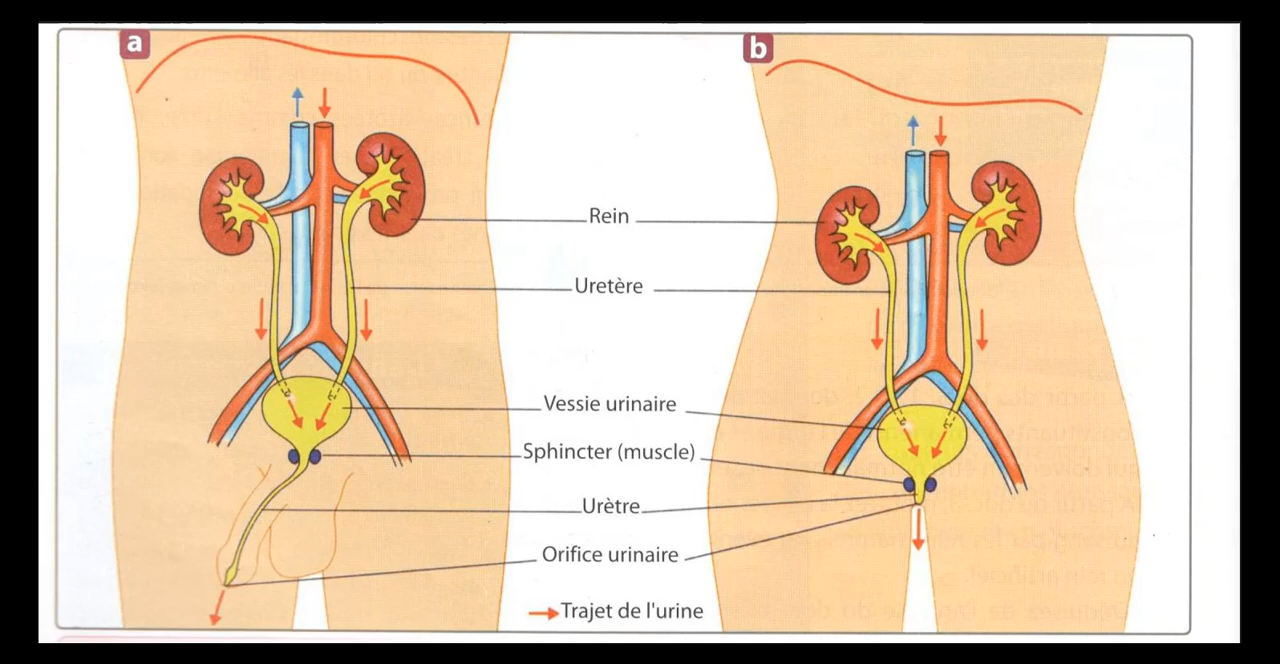 a
b
Rein
Uretère
Vessie urinaire
Sphincter (muscle)
Urètre
Orifice urinaire
Trajet de l'urine